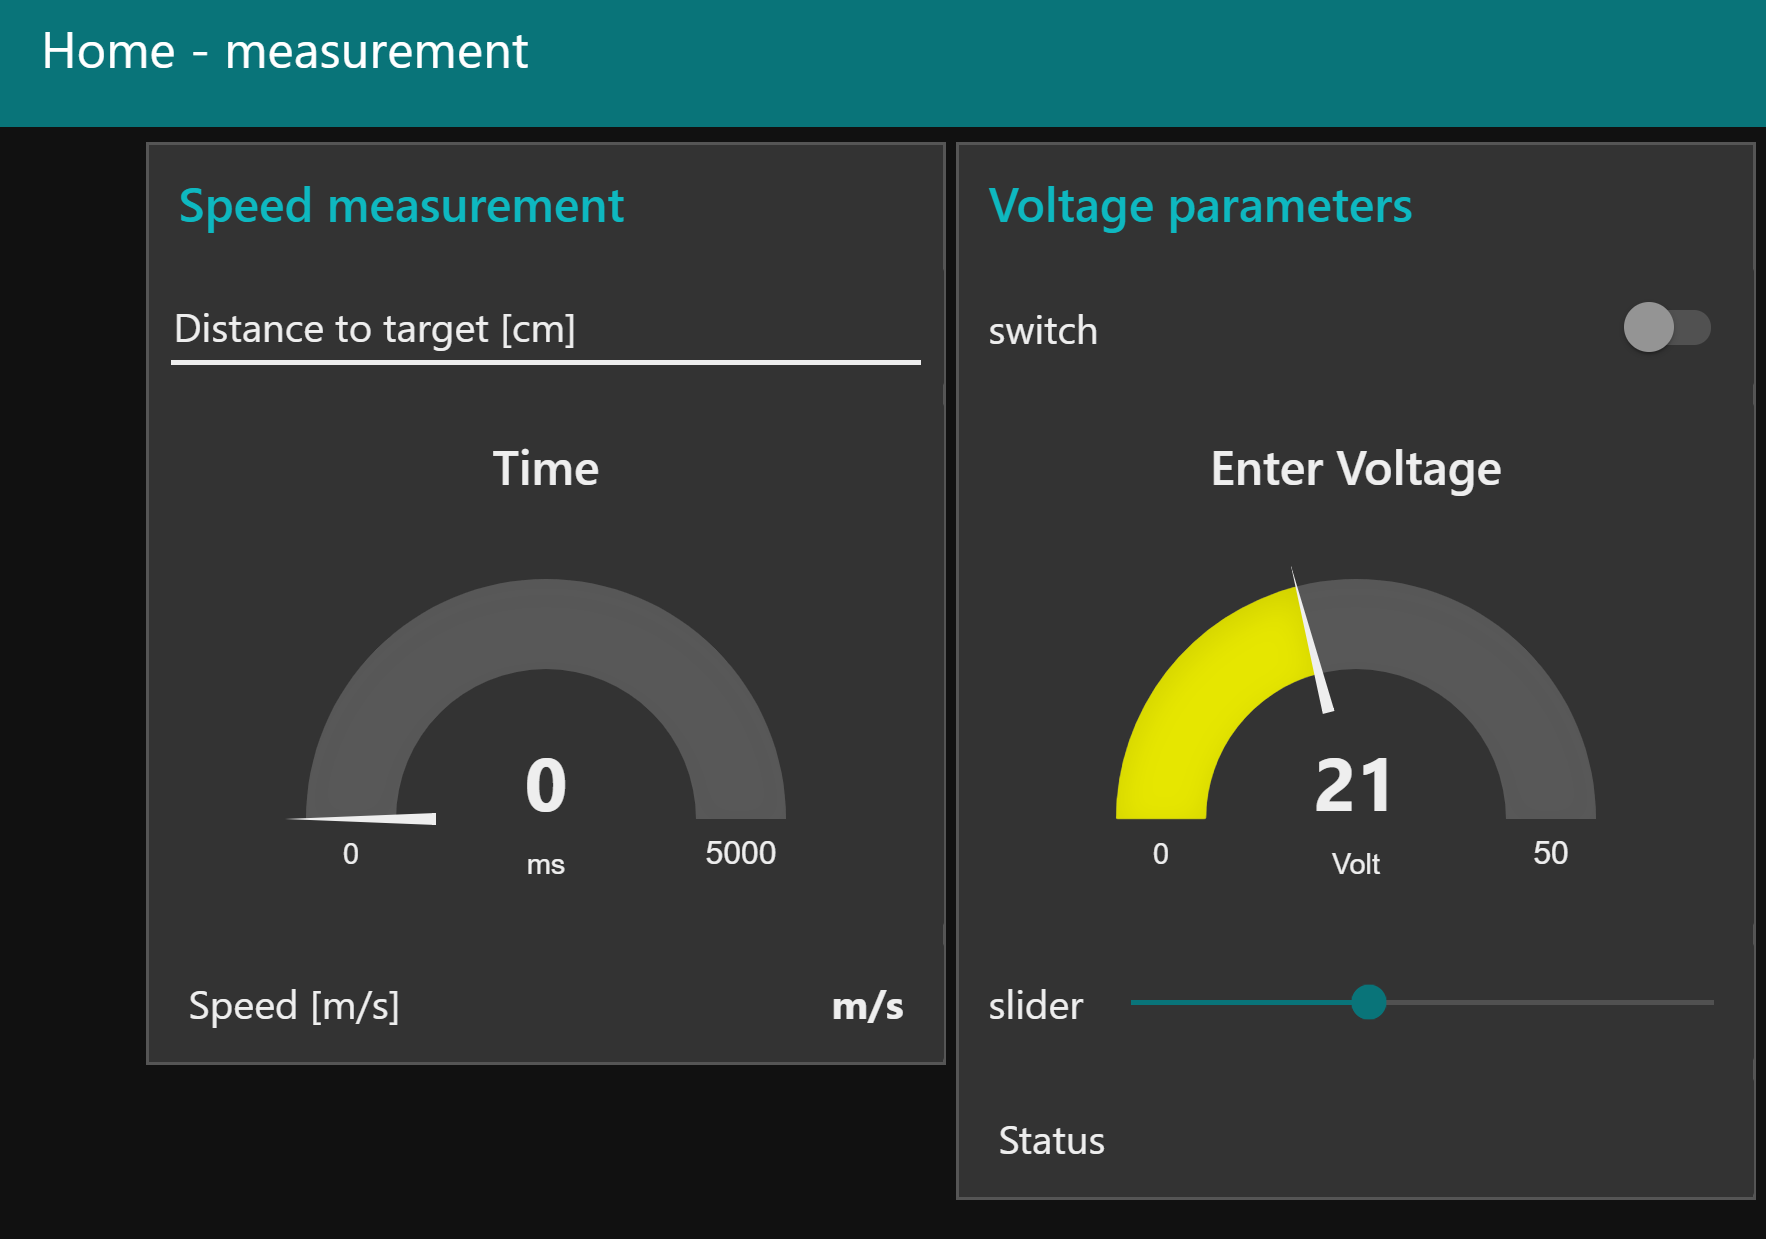 Home - measurement
Speed measurement
Distance to target [cm]
Time
0
0
ms
5000
Speed [m/s]
m/s
Voltage parameters
switch
Enter Voltage
21
0
Volt
50
slider
Status